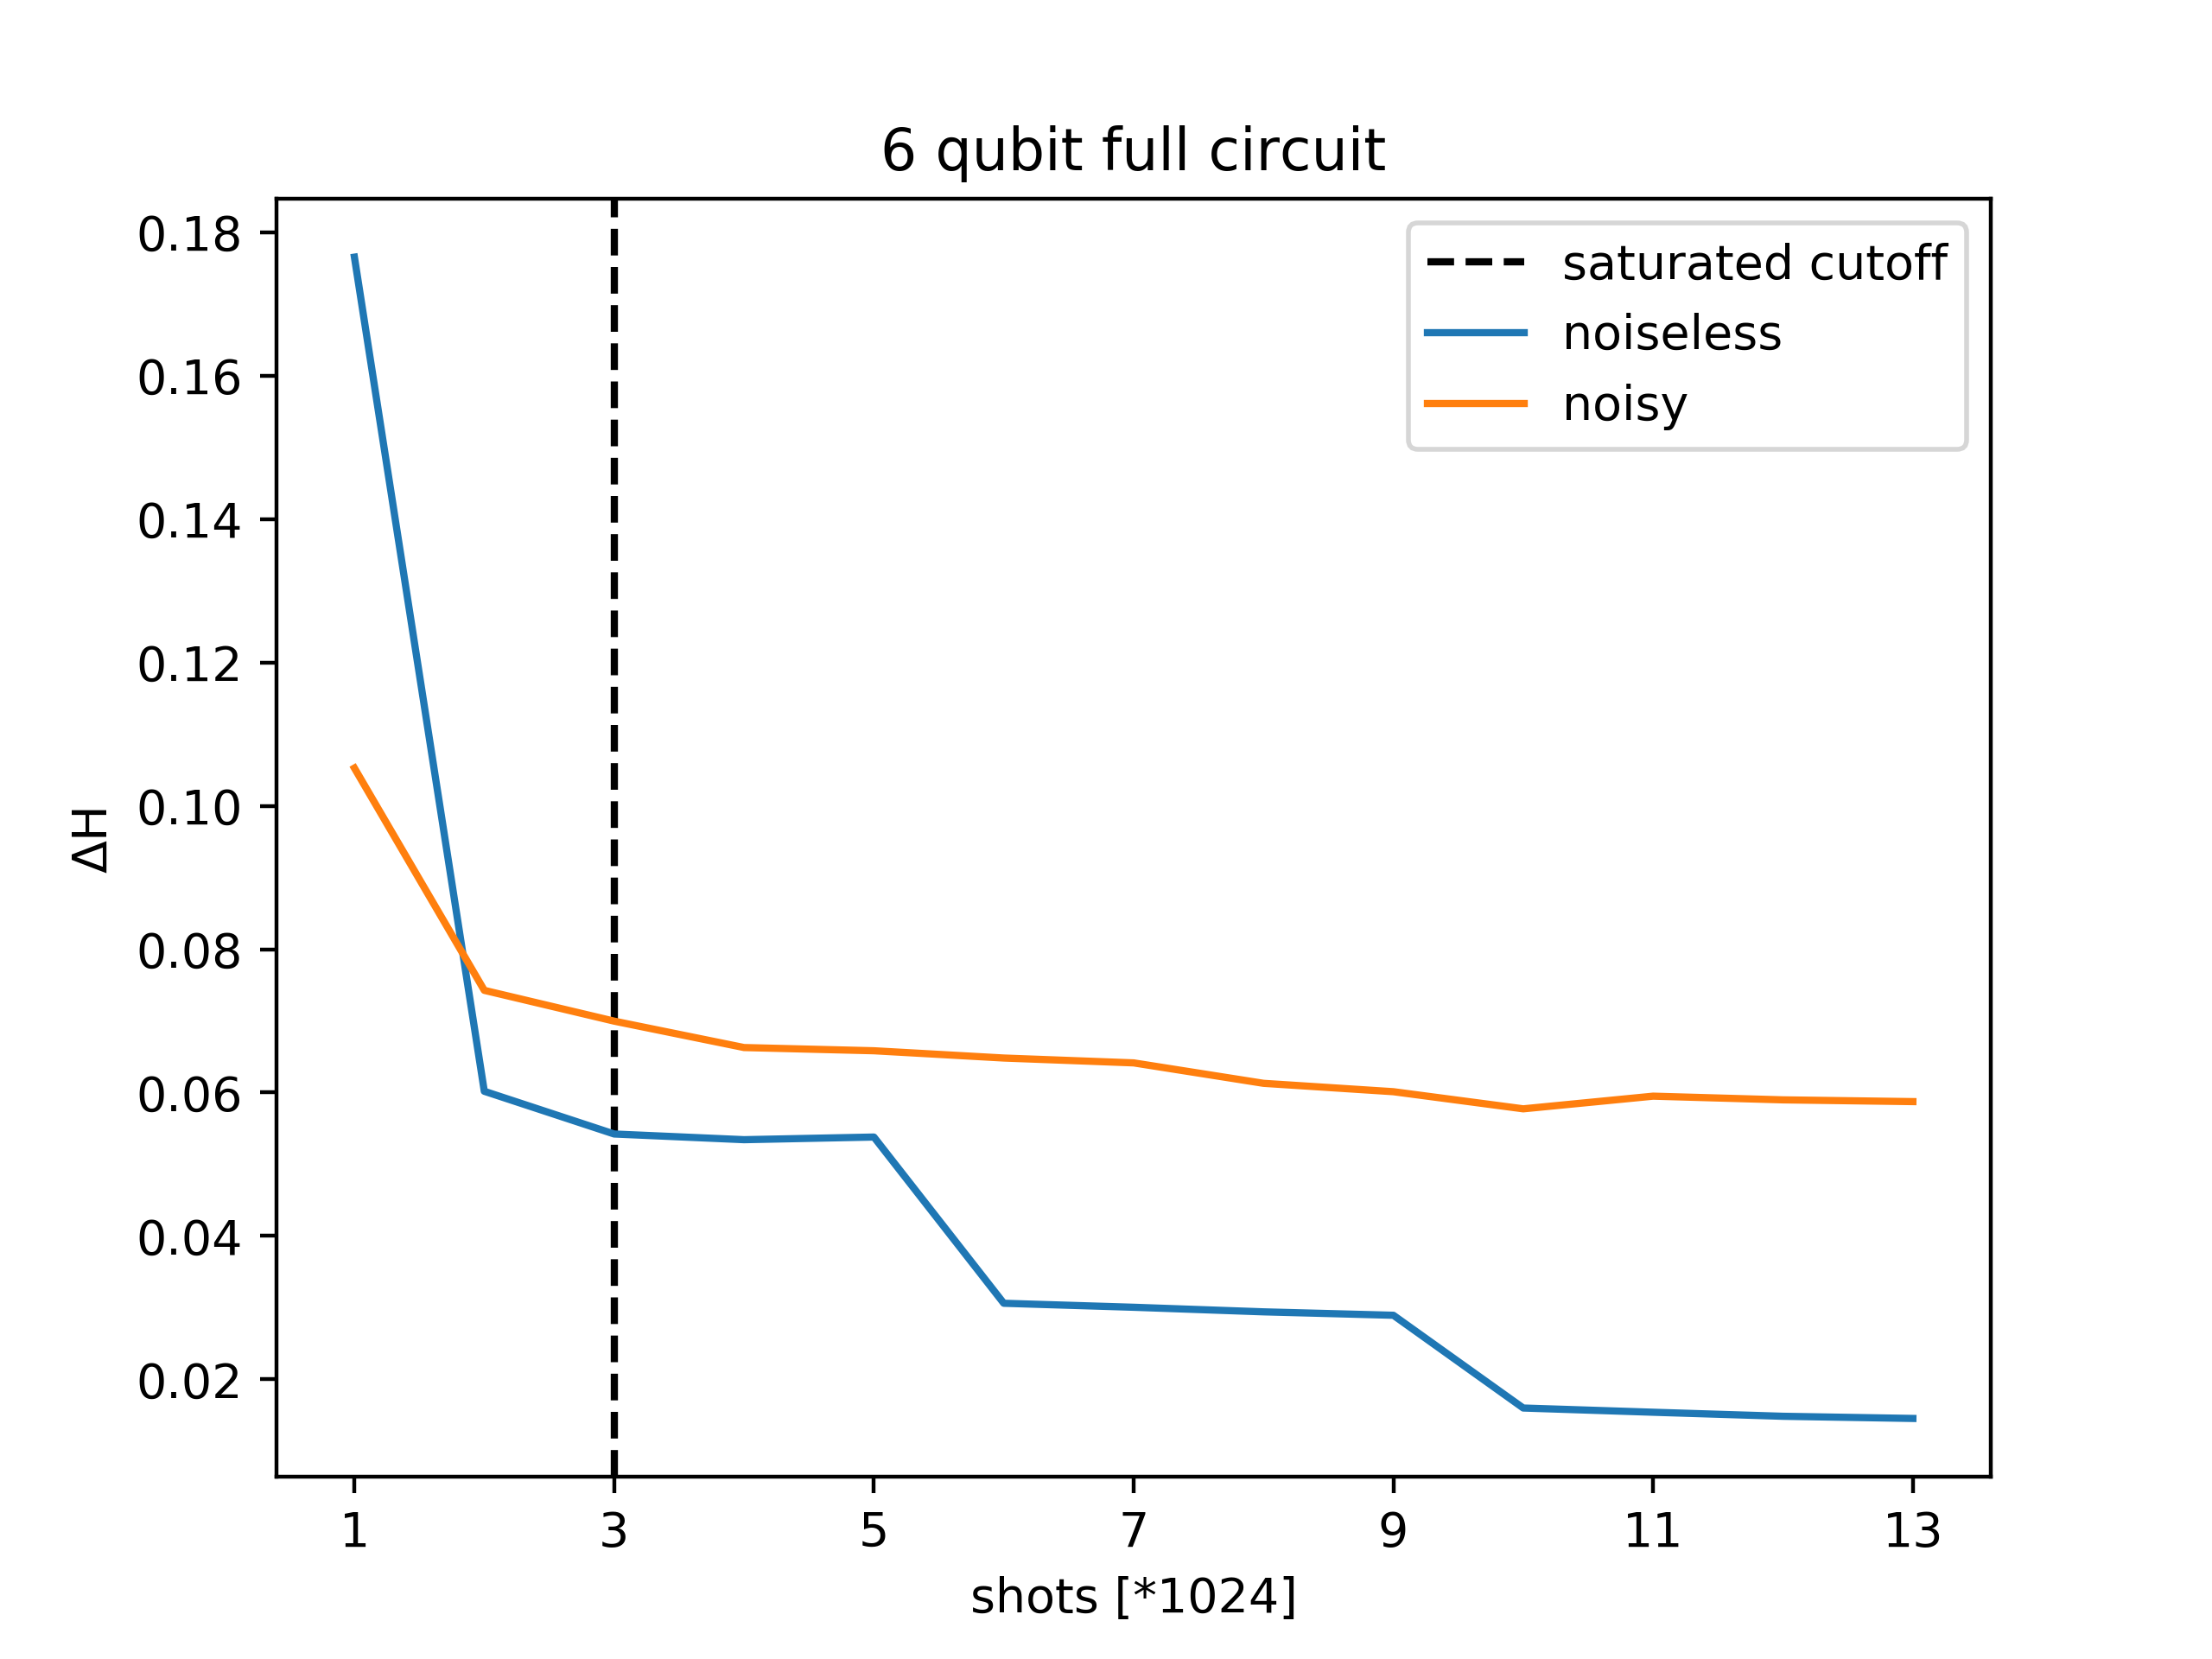 6 qubit full circuit
saturated cutoff
noiseless
noisy
ΔH
0.18
0.16
0.14
0.12
0.10
0.08
0.06
0.04
0.02
1 3 5 7 9 11 13
shots [*1024]